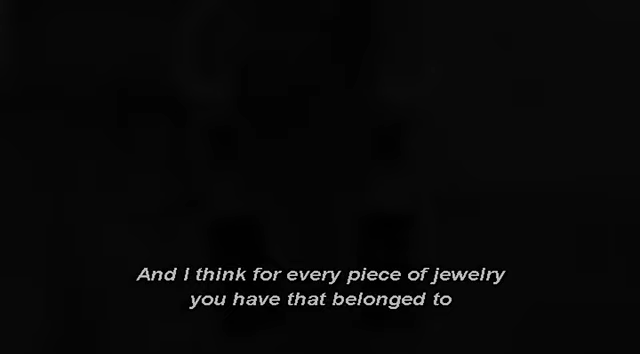 And I think for every piece of jewelry
you have that belonged to